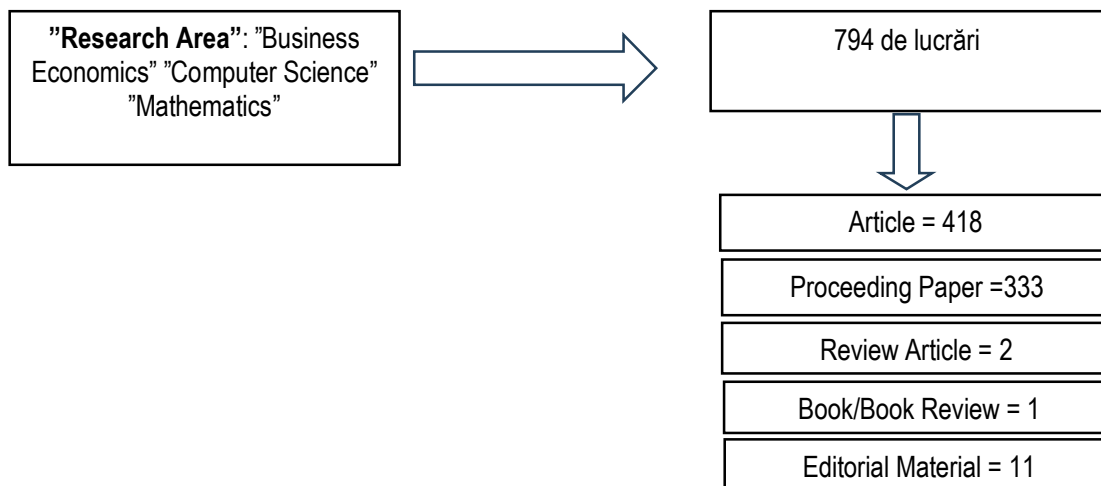 ”Research Area”: ”Business
Economics” ”Computer Science”
”Mathematics”
794 de lucrări
Article = 418
Proceeding Paper =333
Review Article = 2
Book/Book Review = 1
Editorial Material = 11